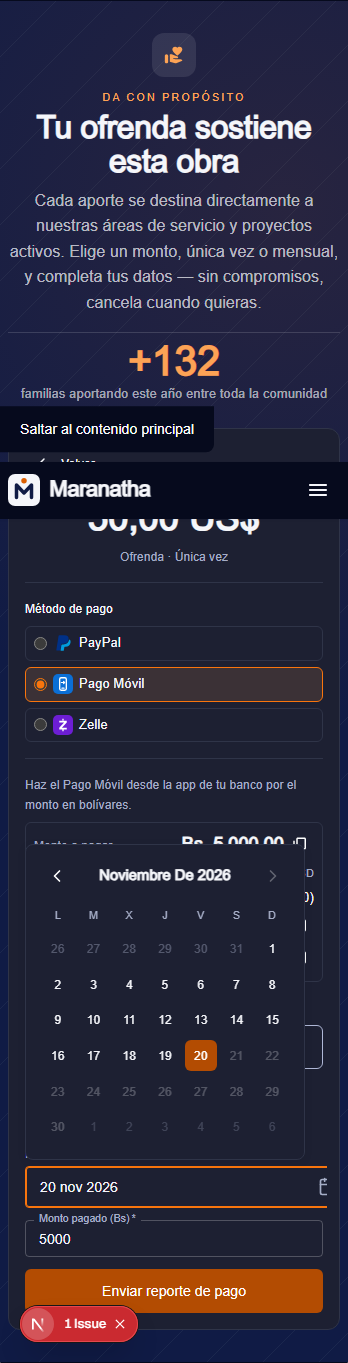 DA CON PROPÓSITO
Tu ofrenda sostiene
esta obra
Cada aporte se destina directamente a
nuestras áreas de servicio y proyectos
activos. Elige un monto, única vez o mensual,
y completa tus datos — sin compromisos,
cancela cuando quieras.
+132
familias aportando este año entre toda la comunidad
Saltar al contenido principal
Maranatha
50,00 US$
Ofrenda · Única vez
Método de pago
PayPal
Pago Móvil
Zelle
Haz el Pago Móvil desde la app de tu banco por el
monto en bolívares.
Bs. 5.000,00
Noviembre De 2026
L M X J V S D
26 27 28 29 30 31 1
2 3 4 5 6 7 8
9 10 11 12 13 14 15
16 17 18 19 20 21 22
23 24 25 26 27 28 29
30 1 2 3 4 5 6
20 nov 2026
Monto pagado (Bs) *
5000
Enviar reporte de pago
N 1 Issue